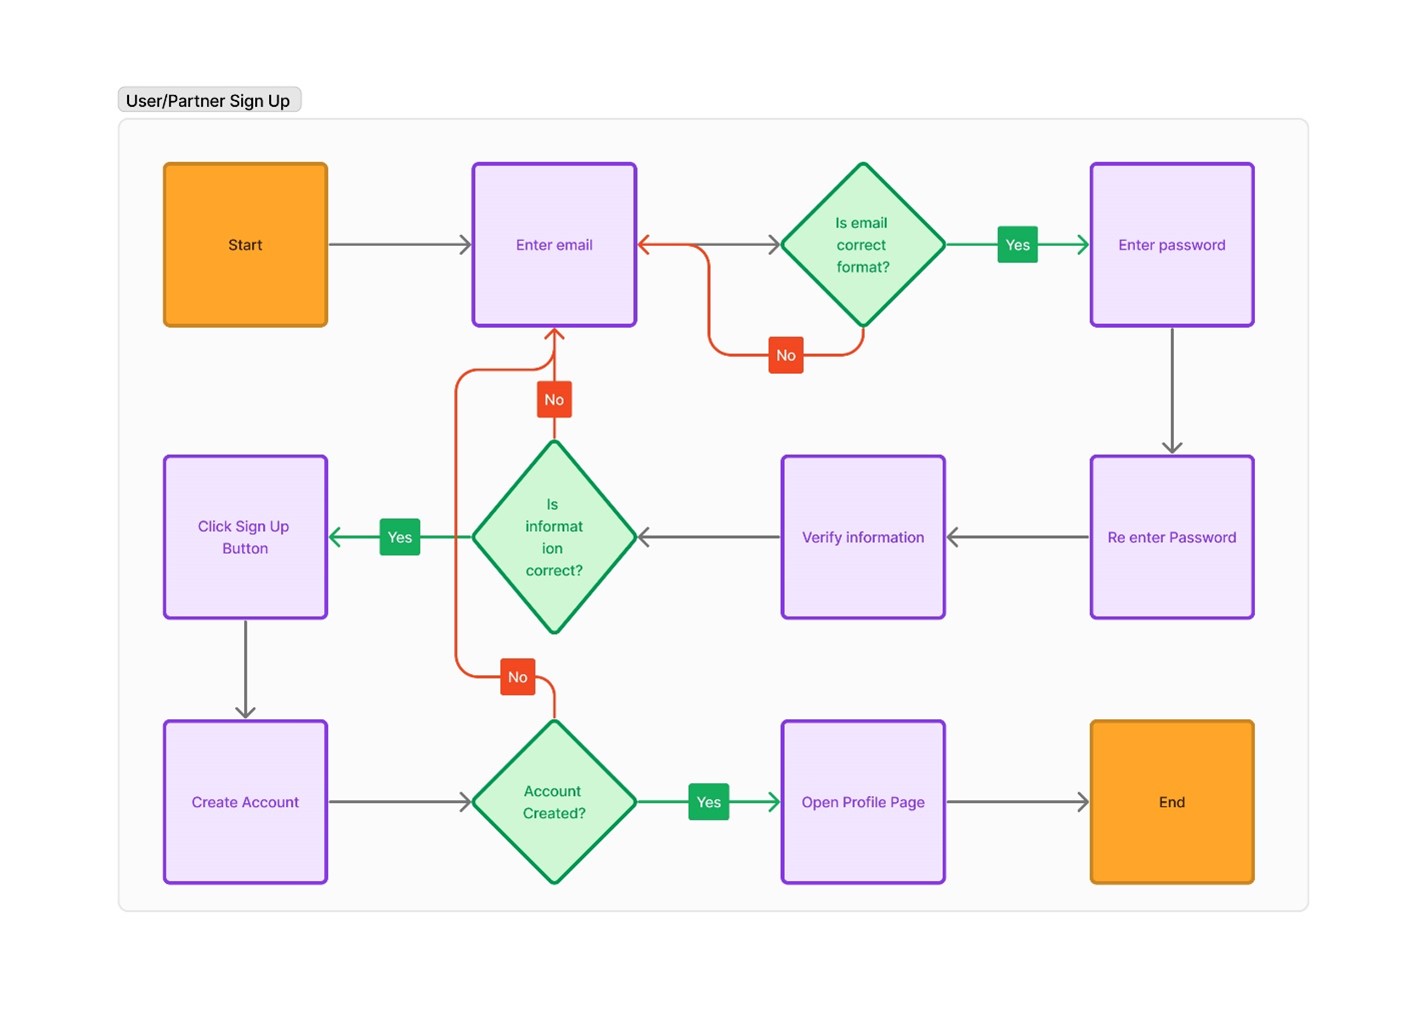 User/Partner Sign Up
Start
Enter email
Is email
correct
format?
Yes
Enter password
No
No
Click Sign Up
Button
Yes
Is
informat
ion
correct?
Verify information
Re enter Password
No
Create Account
Account
Created?
Yes
Open Profile Page
End